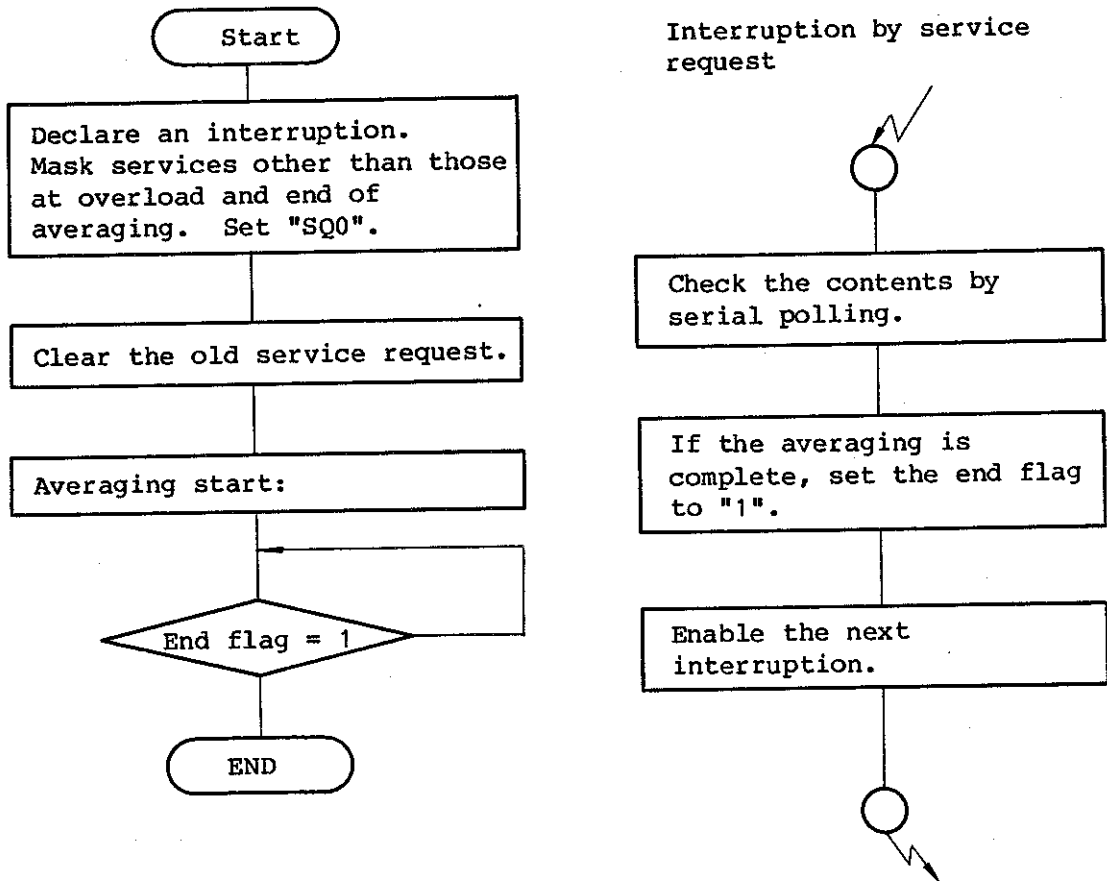 Start
Declare an interruption.
Mask services other than those
at overload and end of
averaging. Set "SQ0".
Clear the old service request.
Averaging start:
End flag = 1
END
Interruption by service
request
Check the contents by
serial polling.
If the averaging is
complete, set the end flag
to "1".
Enable the next
interruption.